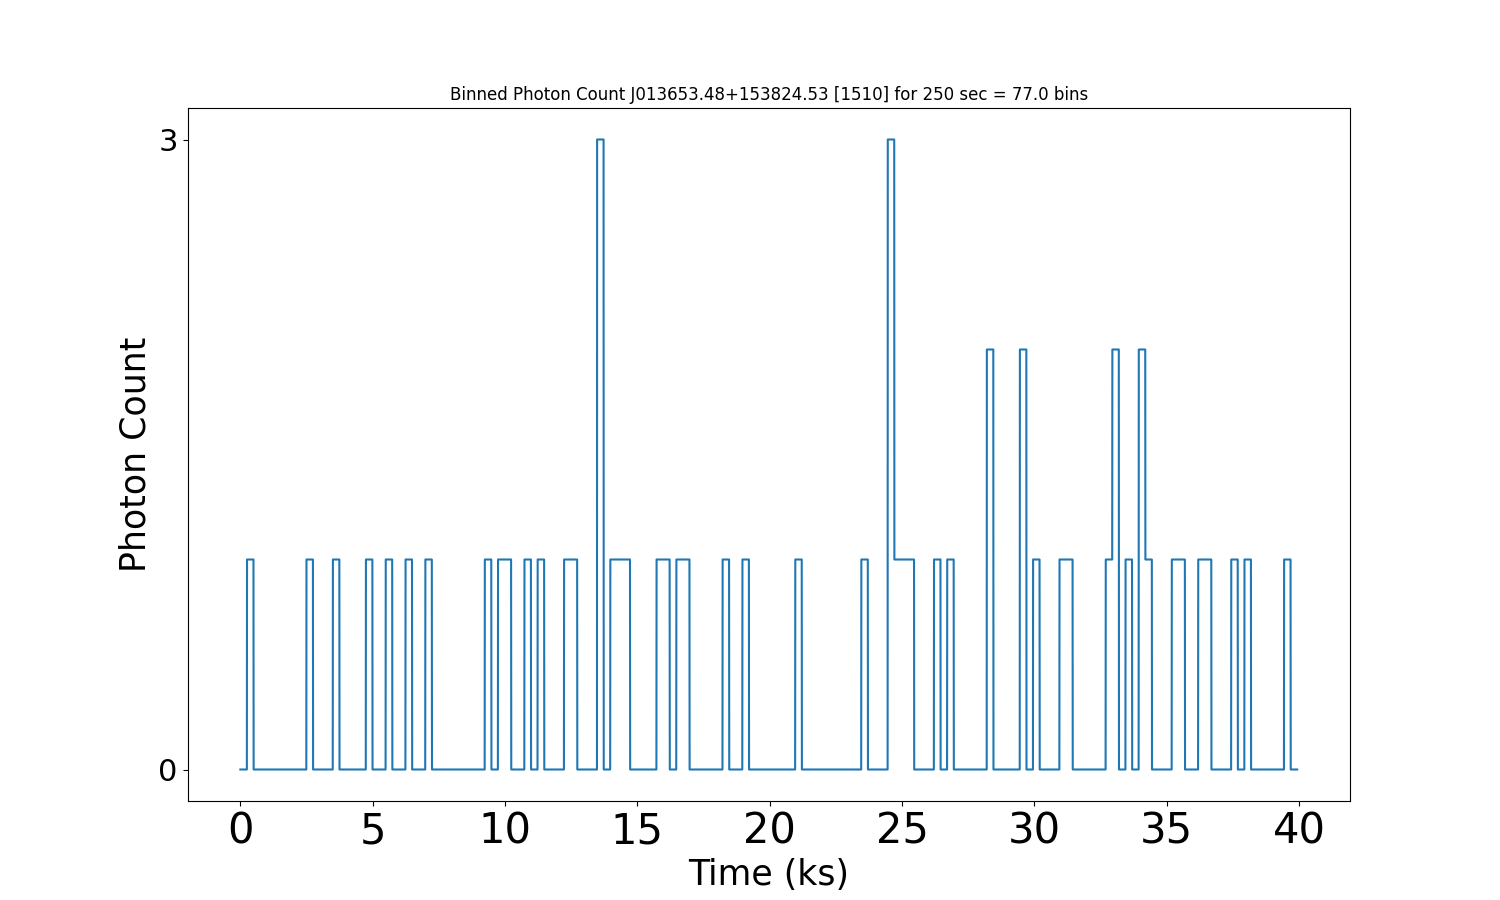 Binned Photon Count J013653.48+153824.53 [1510] for 250 sec = 77.0 bins
3
Photon Count
0
0 5 10 15 20 25 30 35 40
Time (ks)